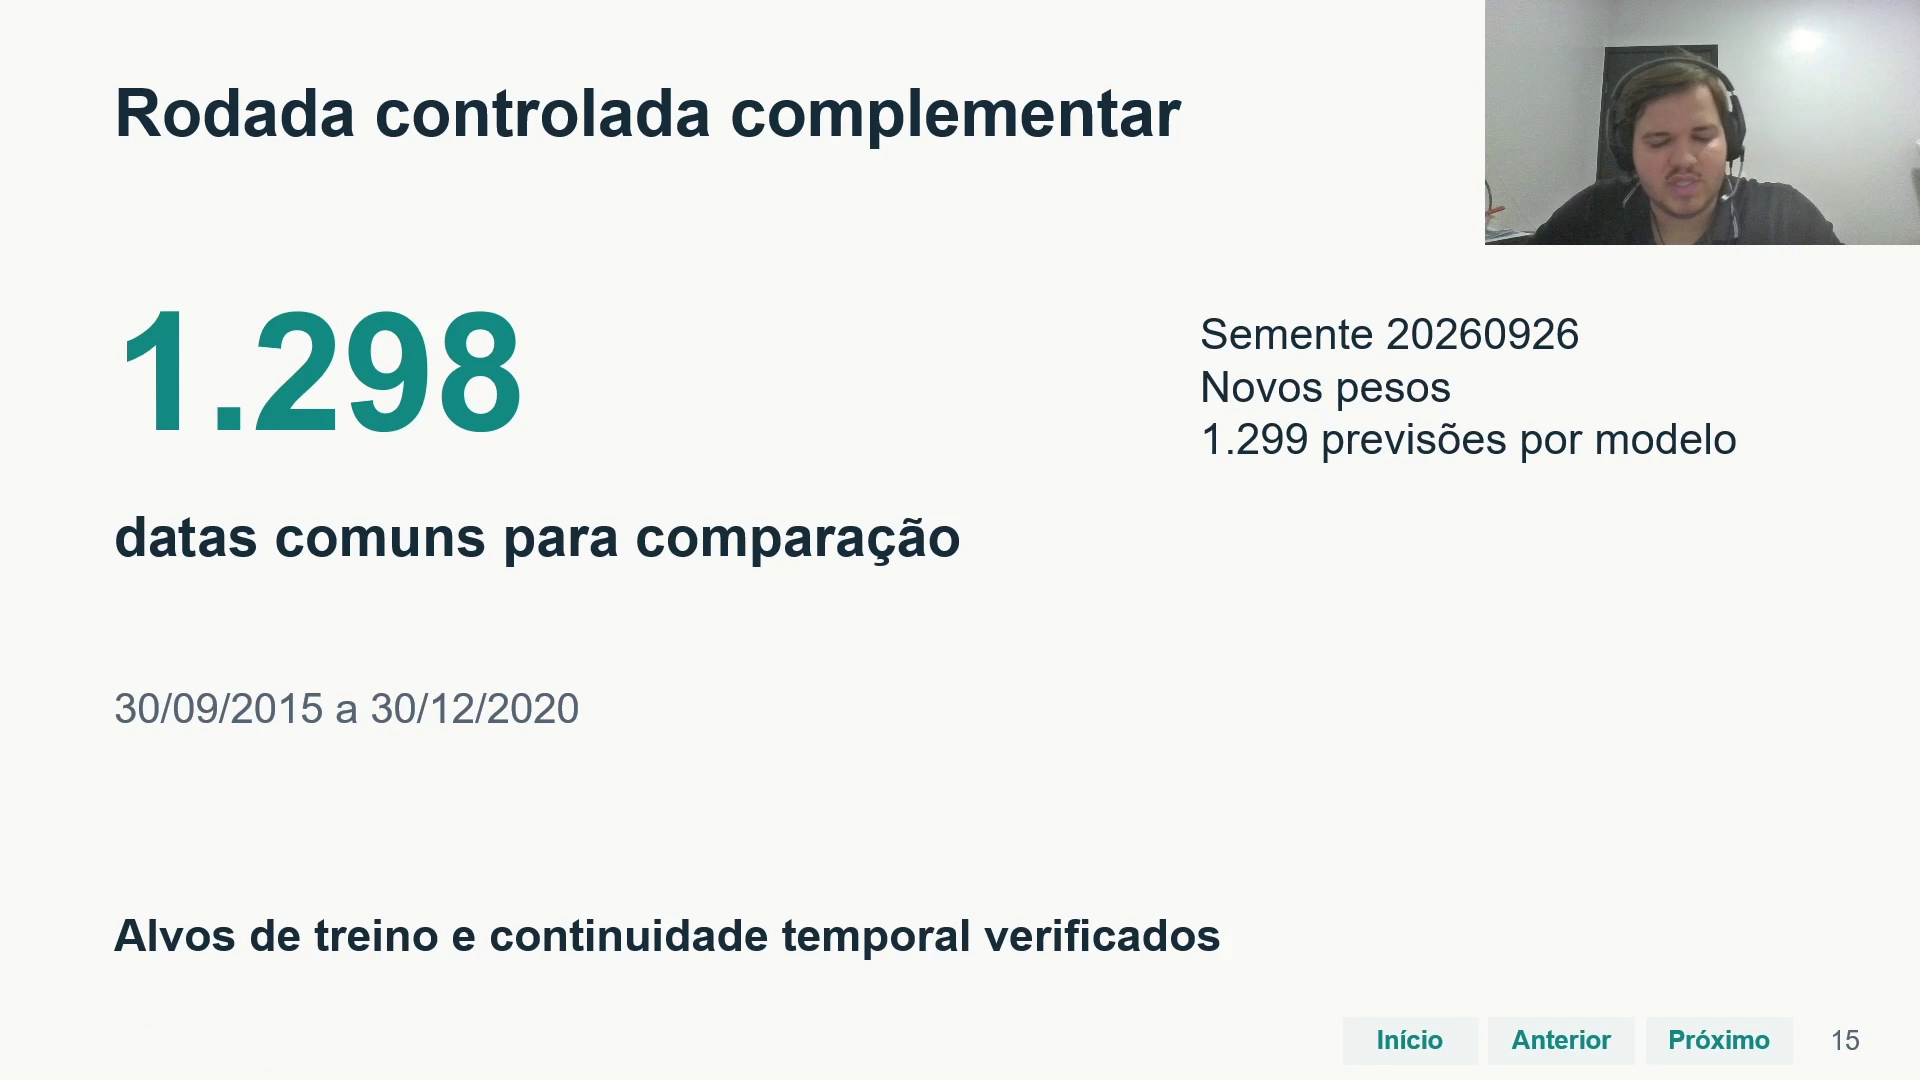 Rodada controlada complementar
1.298
datas comuns para comparação
30/09/2015 a 30/12/2020
Semente 20260926
Novos pesos
1.299 previsões por modelo
Alvos de treino e continuidade temporal verificados
Início
Anterior
Próximo
15